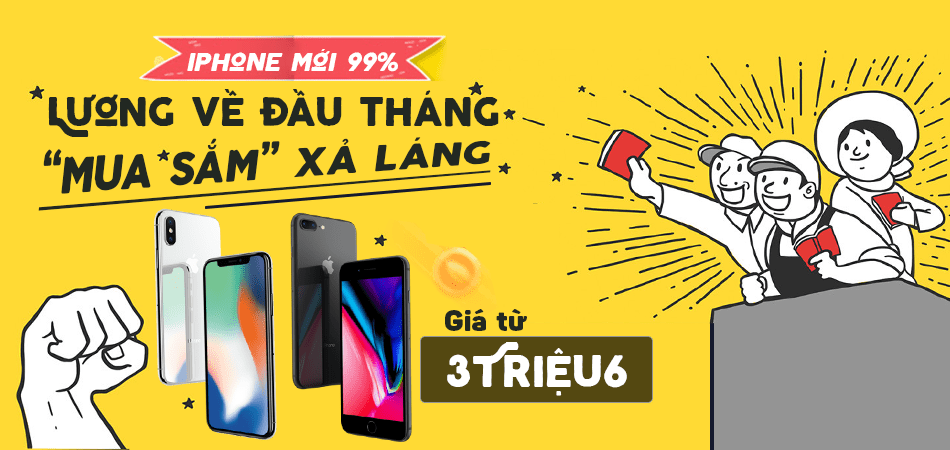 IPHONE MỚI 99%
LƯƠNG VỀ ĐẦU THÁNG
“MUA SẮM” XẢ LÁNG
Giá từ
3TRIỆU6